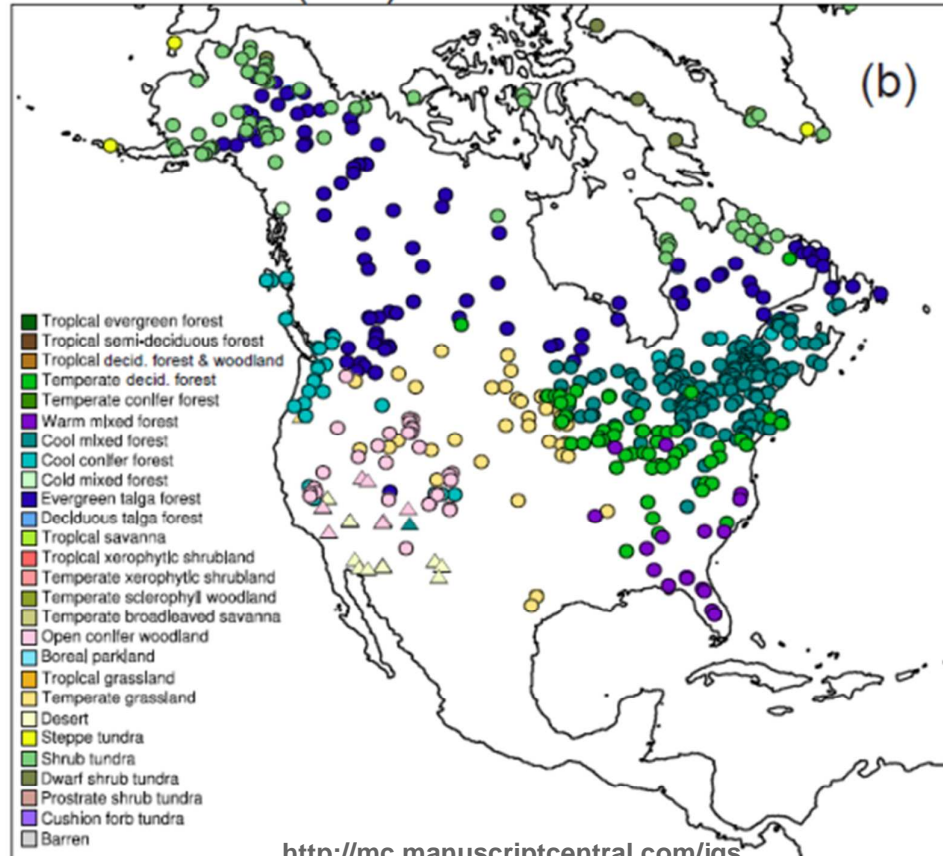 (b)
Tropical evergreen forest
Tropical semi-deciduous forest
Tropical decid. forest & woodland
Temperate decid. forest
Temperate conifer forest
Warm mixed forest
Cool mixed forest
Cool conifer forest
Cold mixed forest
Evergreen taiga forest
Deciduous taiga forest
Tropical savanna
Tropical xerophytic shrubland
Temperate xerophytic shrubland
Temperate sclerophyll woodland
Temperate broadleaved savanna
Open conifer woodland
Boreal parkland
Tropical grassland
Temperate grassland
Desert
Steppe tundra
Shrub tundra
Dwarf shrub tundra
Prostrate shrub tundra
Cushion forb tundra
Barren
http://mc.manuscriptcentral.com/jqs